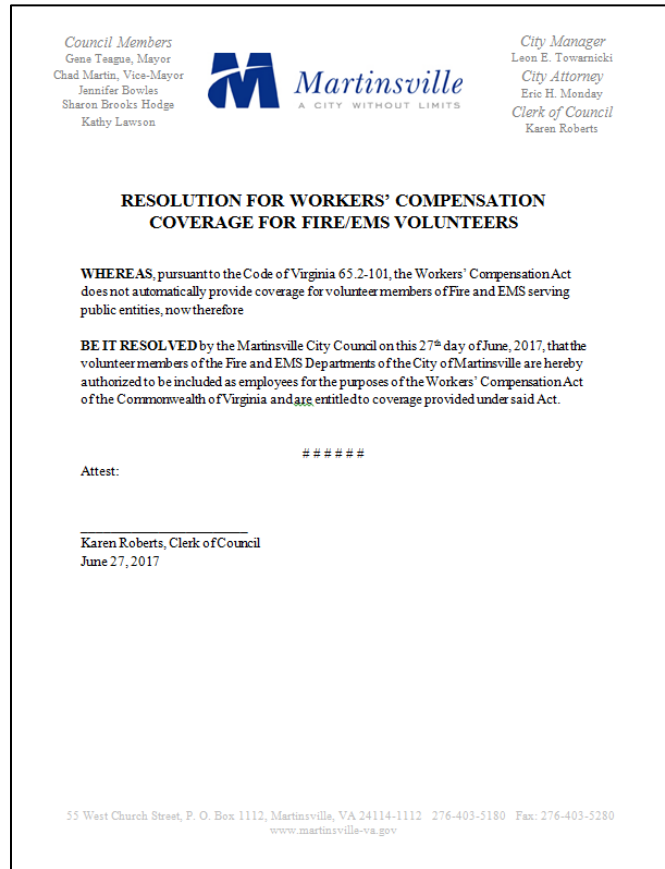 Council Members
Gene Teague, Mayor
Chad Martin, Vice-Mayor
Jennifer Bowles
Sharon Brooks Hodge
Kathy Lawson
Martinsville
A CITY WITHOUT LIMITS
City Manager
Leon E. Towarnicki
City Attorney
Eric H. Monday
Clerk of Council
Karen Roberts
RESOLUTION FOR WORKERS’ COMPENSATION
COVERAGE FOR FIRE/EMS VOLUNTEERS
WHEREAS, pursuant to the Code of Virginia 65.2-101, the Workers’ Compensation Act
does not automatically provide coverage for volunteer members of Fire and EMS serving
public entities, now therefore
BE IT RESOLVED by the Martinsville City Council on this 27th day of June, 2017, that the
volunteer members of the Fire and EMS Departments of the City of Martinsville are hereby
authorized to be included as employees for the purposes of the Workers’ Compensation Act
of the Commonwealth of Virginia and are entitled to coverage provided under said Act.
# # # # # #
Attest:
Karen Roberts, Clerk of Council
June 27, 2017
55 West Church Street, P. O. Box 1112, Martinsville, VA 24114-1112 276-403-5180 Fax: 276-403-5280
www.martinsville-va.gov